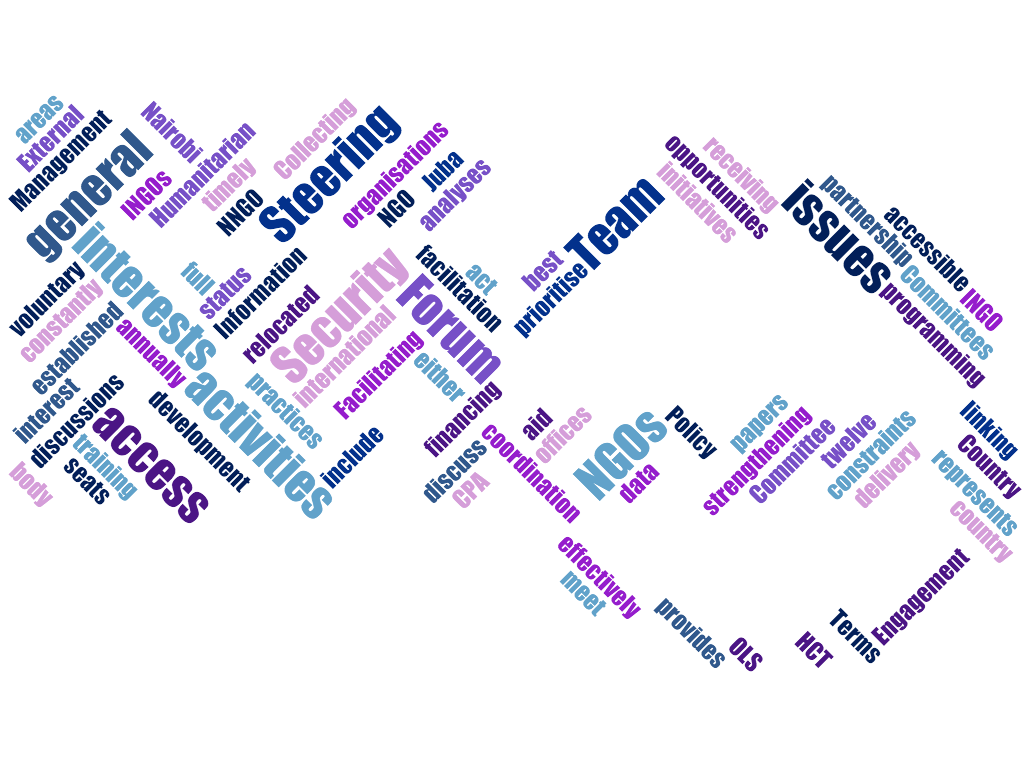 areas
External
Management
general
Nairobi
INGOs
Humanitarian
timely
NNGO
Collecting
Steering
organisations
NGO
Juba
analyses
interests
voluntary
constantly
established
annually
full
status
Information
relocated
Security
international
Facilitating
Forum
facilitation
act
either
interest
discussions
training
seats
body
access
development
activities
practices
include
financing
discuss
CPA
coordination
aid
offices
best
prioritise
Team
opportunities
receiving
initiatives
Issues
partnership
accessible
Committees
INGO
programming
NGOs
data
Policy
papers
strengthening
Committee
twelve
constraints
delivery
linking
Country
represents
country
effectively
meet
provides
OLS
HCT
Terms
Engagement